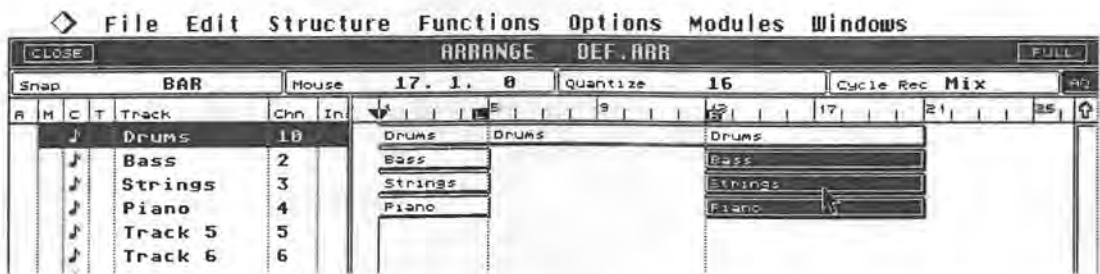 File Edit Structure Functions Options Modules Windows
CLOSE ARRANGE DEF.ARR FULL
Snap BAR Mouse 17. 1. 0 Quantize 16 Cycle Rec Mix
A M C T Track Chn In 5 9 17 21 25
Drums 10 Drums Drums Drums
Bass 2 Bass Bass
Strings 3 Strings Strings
Piano 4 Piano Piano
Track 5 5
Track 6 6